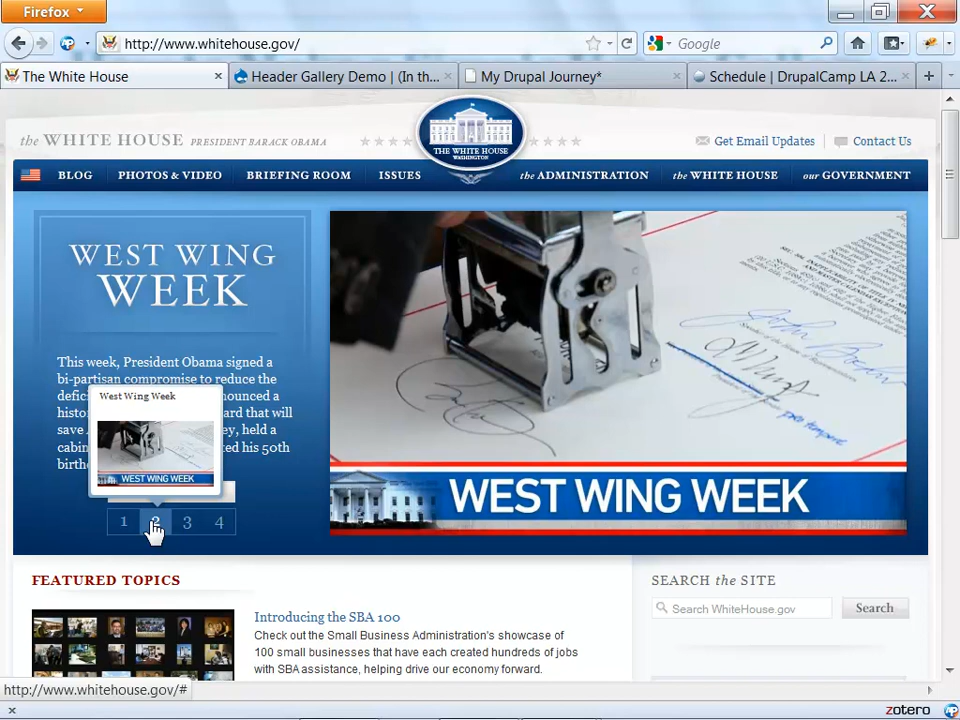 Firefox
http://www.whitehouse.gov/
Google
The White House
Header Gallery Demo | (In th...
My Drupal Journey*
Schedule | DrupalCamp LA 2...
the WHITE HOUSE PRESIDENT BARACK OBAMA
THE WHITE HOUSE
WASHINGTON
Get Email Updates
Contact Us
BLOG
PHOTOS & VIDEO
BRIEFING ROOM
ISSUES
the ADMINISTRATION
the WHITE HOUSE
our GOVERNMENT
WEST WING
WEEK
This week, President Obama signed a
bi-partisan compromise to reduce the
West Wing Week
WEST WING WEEK
1 2 3 4
WEST WING WEEK
FEATURED TOPICS
Introducing the SBA 100
Check out the Small Business Administration's showcase of
100 small businesses that have each created hundreds of jobs
with SBA assistance, helping drive our economy forward.
SEARCH the SITE
Search WhiteHouse.gov
Search
http://www.whitehouse.gov/#
zotero